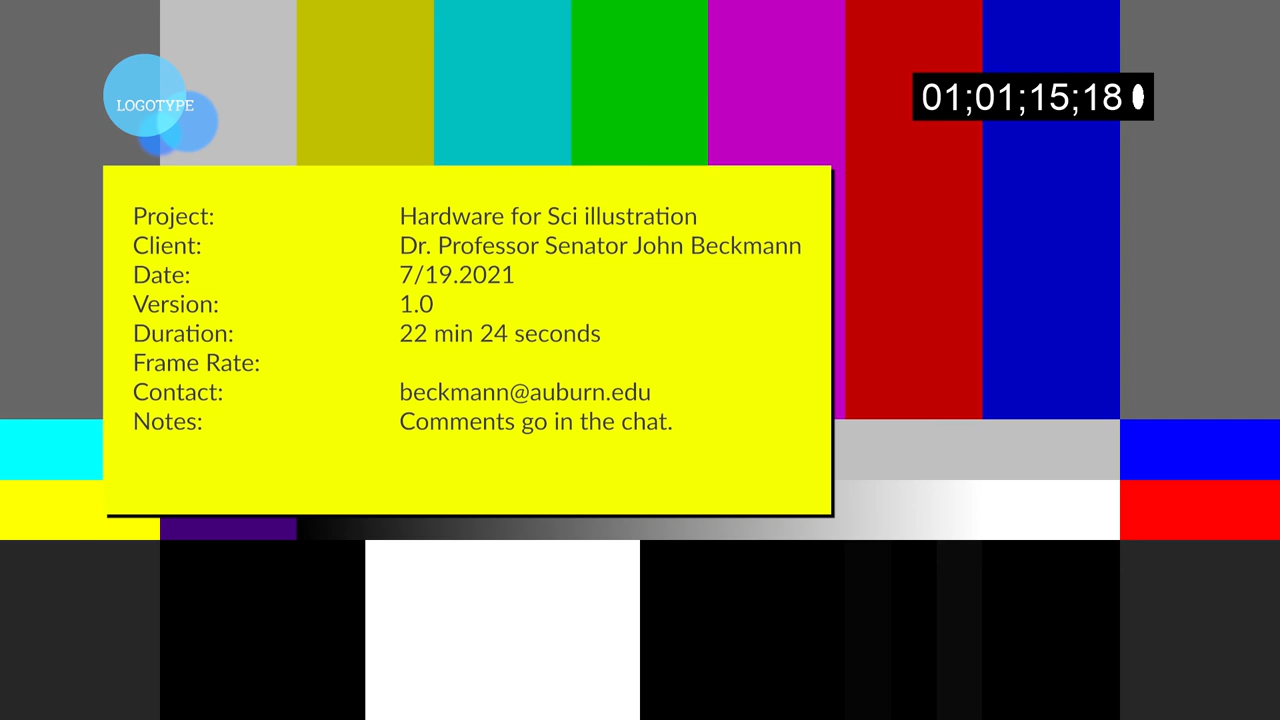 LOGOTYPE
01;01;15;18
Project: Hardware for Sci illustration
Client: Dr. Professor Senator John Beckmann
Date: 7/19.2021
Version: 1.0
Duration: 22 min 24 seconds
Frame Rate:
Contact: beckmann@auburn.edu
Notes: Comments go in the chat.